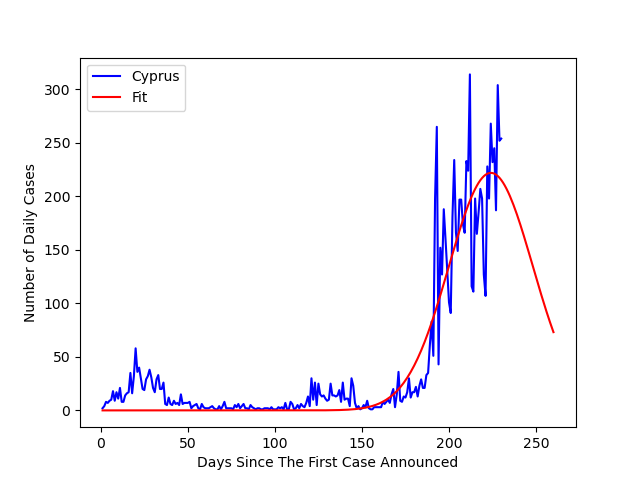 Cyprus
Fit
Number of Daily Cases
300
250
200
150
100
50
0
0 50 100 150 200 250
Days Since The First Case Announced